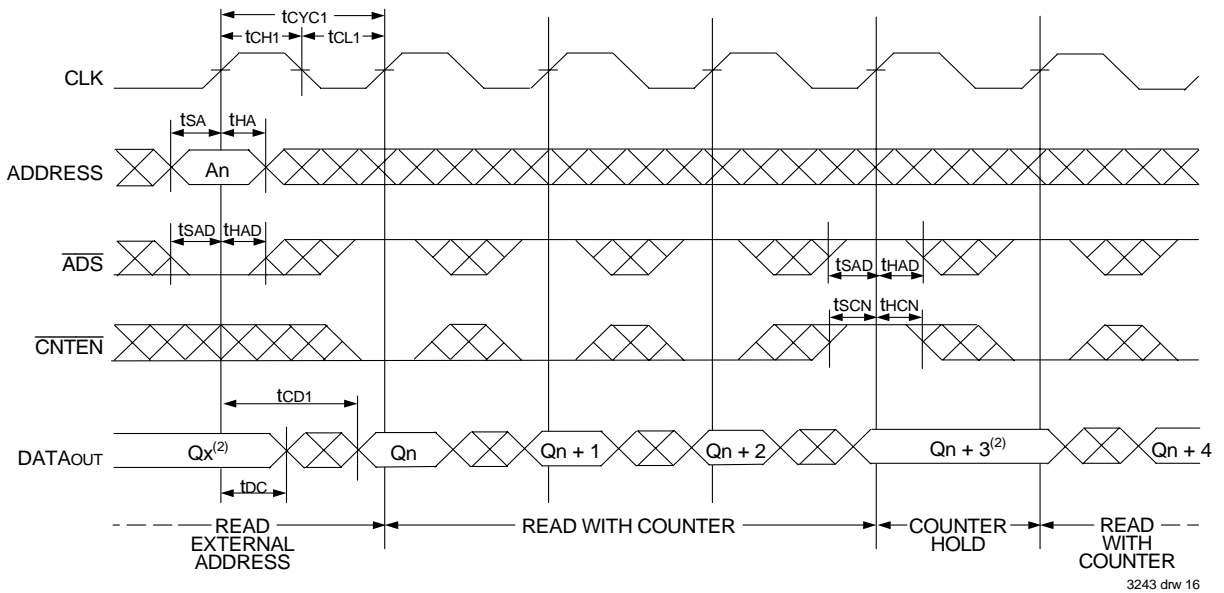 tCYC1
tCH1 tCL1
CLK
tSA tHA
ADDRESS An
tSAD tHAD
ADS
tSAD tHAD
tSCN tHCN
CNTEN
tCD1
DATAOUT Qx(2) Qn Qn + 1 Qn + 2 Qn + 3(2) Qn + 4
tDC
READ EXTERNAL ADDRESS
READ WITH COUNTER
COUNTER HOLD
READ WITH COUNTER
3243 drw 16